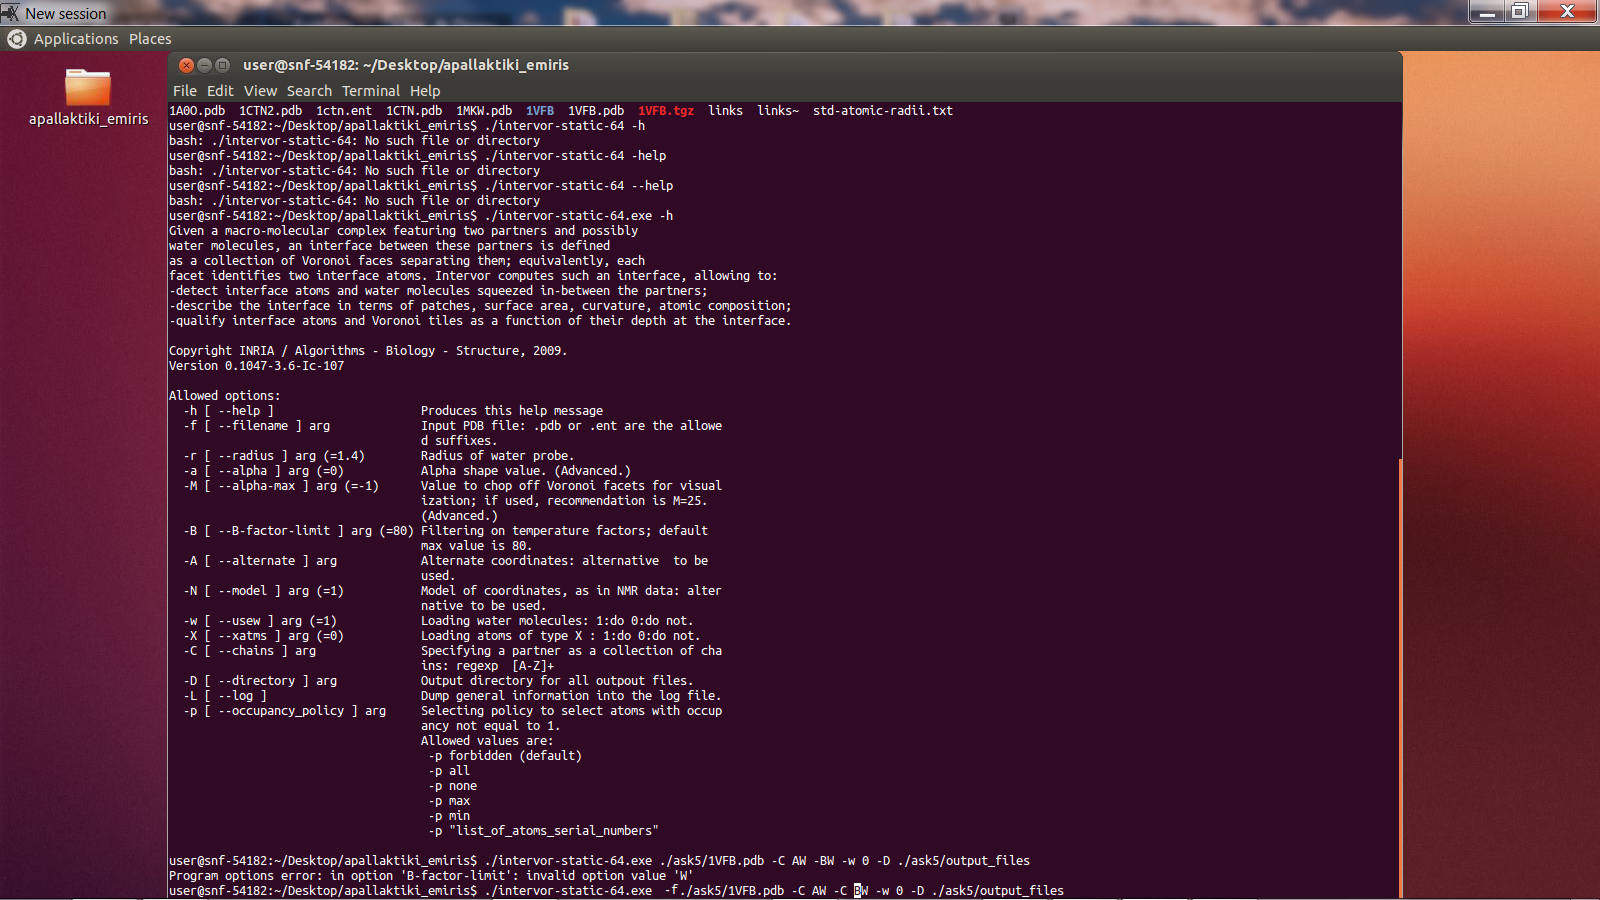 New session
Applications Places
apallaktiki_emiris
user@snf-54182: ~/Desktop/apallaktiki_emiris
File Edit View Search Terminal Help
1A0O.pdb 1CTN2.pdb 1ctn.ent 1CTN.pdb 1MKW.pdb 1VFB 1VFB.pdb 1VFB.tgz links links~ std-atomic-radii.txt
user@snf-54182:~/Desktop/apallaktiki_emiris$ ./intervor-static-64 -h
bash: ./intervor-static-64: No such file or directory
user@snf-54182:~/Desktop/apallaktiki_emiris$ ./intervor-static-64 -help
bash: ./intervor-static-64: No such file or directory
user@snf-54182:~/Desktop/apallaktiki_emiris$ ./intervor-static-64 --help
bash: ./intervor-static-64: No such file or directory
user@snf-54182:~/Desktop/apallaktiki_emiris$ ./intervor-static-64.exe -h
Given a macro-molecular complex featuring two partners and possibly
water molecules, an interface between these partners is defined
as a collection of Voronoi faces separating them; equivalently, each
facet identifies two interface atoms. Intervor computes such an interface, allowing to:
-detect interface atoms and water molecules squeezed in-between the partners;
-describe the interface in terms of patches, surface area, curvature, atomic composition;
-qualify interface atoms and Voronoi tiles as a function of their depth at the interface.
Copyright INRIA / Algorithms - Biology - Structure, 2009.
Version 0.1047-3.6-Ic-107
Allowed options:
-h [ --help ] Produces this help message
-f [ --filename ] arg Input PDB file: .pdb or .ent are the allowe
d suffixes.
-r [ --radius ] arg (=1.4) Radius of water probe.
-a [ --alpha ] arg (=0) Alpha shape value. (Advanced.)
-M [ --alpha-max ] arg (=-1) Value to chop off Voronoi facets for visual
ization; if used, recommendation is M=25.
(Advanced.)
-B [ --B-factor-limit ] arg (=80) Filtering on temperature factors; default
max value is 80.
-A [ --alternate ] arg Alternate coordinates: alternative  to be
used.
-N [ --model ] arg (=1) Model of coordinates, as in NMR data: alter
native to be used.
-w [ --usew ] arg (=1) Loading water molecules: 1:do 0:do not.
-X [ --xatms ] arg (=0) Loading atoms of type X : 1:do 0:do not.
-C [ --chains ] arg Specifying a partner as a collection of cha
ins: regexp  [A-Z]+
-D [ --directory ] arg Output directory for all outpout files.
-L [ --log ] Dump general information into the log file.
-p [ --occupancy_policy ] arg Selecting policy to select atoms with occup
ancy not equal to 1.
Allowed values are:
-p forbidden (default)
-p all
-p none
-p max
-p min
-p "list_of_atoms_serial_numbers"
user@snf-54182:~/Desktop/apallaktiki_emiris$ ./intervor-static-64.exe ./ask5/1VFB.pdb -C AW -BW -w 0 -D ./ask5/output_files
Program options error: in option 'B-factor-limit': invalid option value 'W'
user@snf-54182:~/Desktop/apallaktiki_emiris$ ./intervor-static-64.exe  -f./ask5/1VFB.pdb -C AW -C BW -w 0 -D ./ask5/output_files